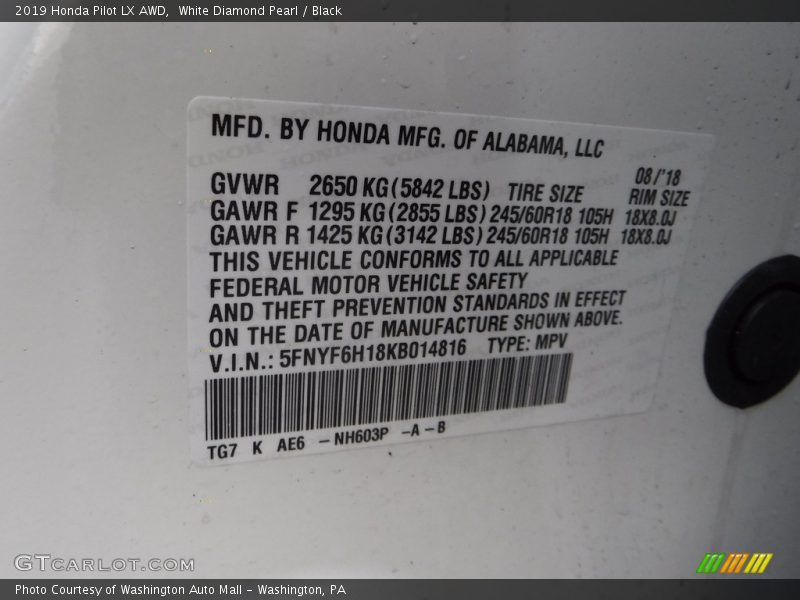 2019 Honda Pilot LX AWD,  White Diamond Pearl / Black
MFD. BY HONDA MFG. OF ALABAMA, LLC
08/'18
GVWR 2650 KG (5842 LBS) TIRE SIZE RIM SIZE
GAWR F 1295 KG (2855 LBS) 245/60R18 105H 18X8.0J
GAWR R 1425 KG (3142 LBS) 245/60R18 105H 18X8.0J
THIS VEHICLE CONFORMS TO ALL APPLICABLE
FEDERAL MOTOR VEHICLE SAFETY
AND THEFT PREVENTION STANDARDS IN EFFECT
ON THE DATE OF MANUFACTURE SHOWN ABOVE.
V.I.N.: 5FNYF6H18KB014816 TYPE: MPV
TG7 K AE6 – NH603P –A – B
GTCARLOT.COM
Photo Courtesy of Washington Auto Mall – Washington, PA